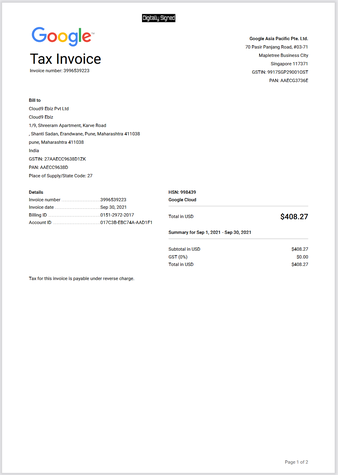 Digitally Signed
Google
Tax Invoice
Invoice number: 3996839223
Google Asia Pacific Pte. Ltd.
70 Pasir Panjang Road, #03-71
Mapletree Business City
Singapore 117371
GSTIN: 9917SGP29001OST
PAN: AAECG3736E
Bill to
Cloud9 Ebiz Pvt Ltd
Cloud9 Ebiz
1/9, Shreeram Apartment, Karve Road
, Shanti Sadan, Erandwane, Pune, Maharashtra 411038
pune, Maharashtra 411038
India
GSTIN: 27AAECC9638D1ZK
PAN: AAECC9638D
Place of Supply/State Code: 27
Details
Invoice number 3996839223
Invoice date Sep 30, 2021
Billing ID 0151-2972-2017
Account ID 017C3B-EBC74A-AAD1F1
HSN: 998439
Google Cloud
Total in USD $408.27
Summary for Sep 1, 2021 - Sep 30, 2021
Subtotal in USD $408.27
GST (0%) $0.00
Total in USD $408.27
Tax for this invoice is payable under reverse charge.
Page 1 of 2